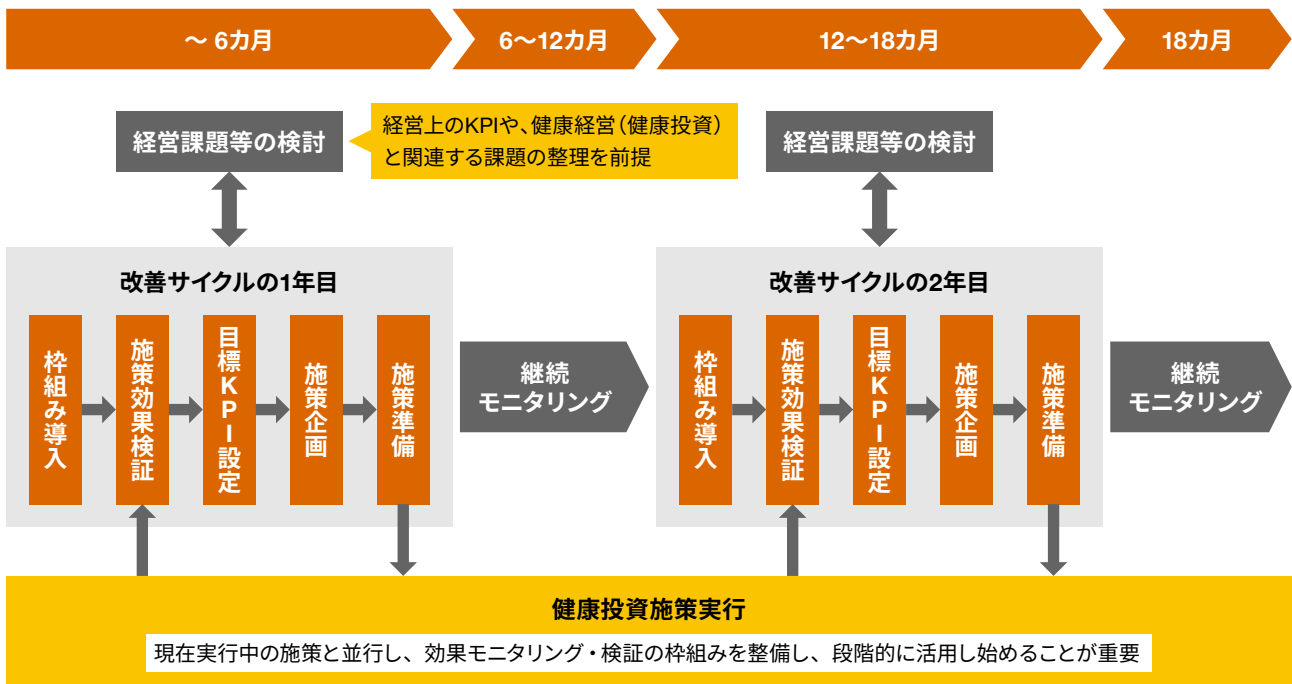 ～ 6カ月
6～12カ月
12～18カ月
18カ月
経営課題等の検討
経営上のKPIや、健康経営（健康投資）
と関連する課題の整理を前提
経営課題等の検討
改善サイクルの1年目
枠組み導入
施策効果検証
目標KPI設定
施策企画
施策準備
継続
モニタリング
改善サイクルの2年目
枠組み導入
施策効果検証
目標KPI設定
施策企画
施策準備
継続
モニタリング
健康投資施策実行
現在実行中の施策と並行し、効果モニタリング・検証の枠組みを整備し、段階的に活用し始めることが重要